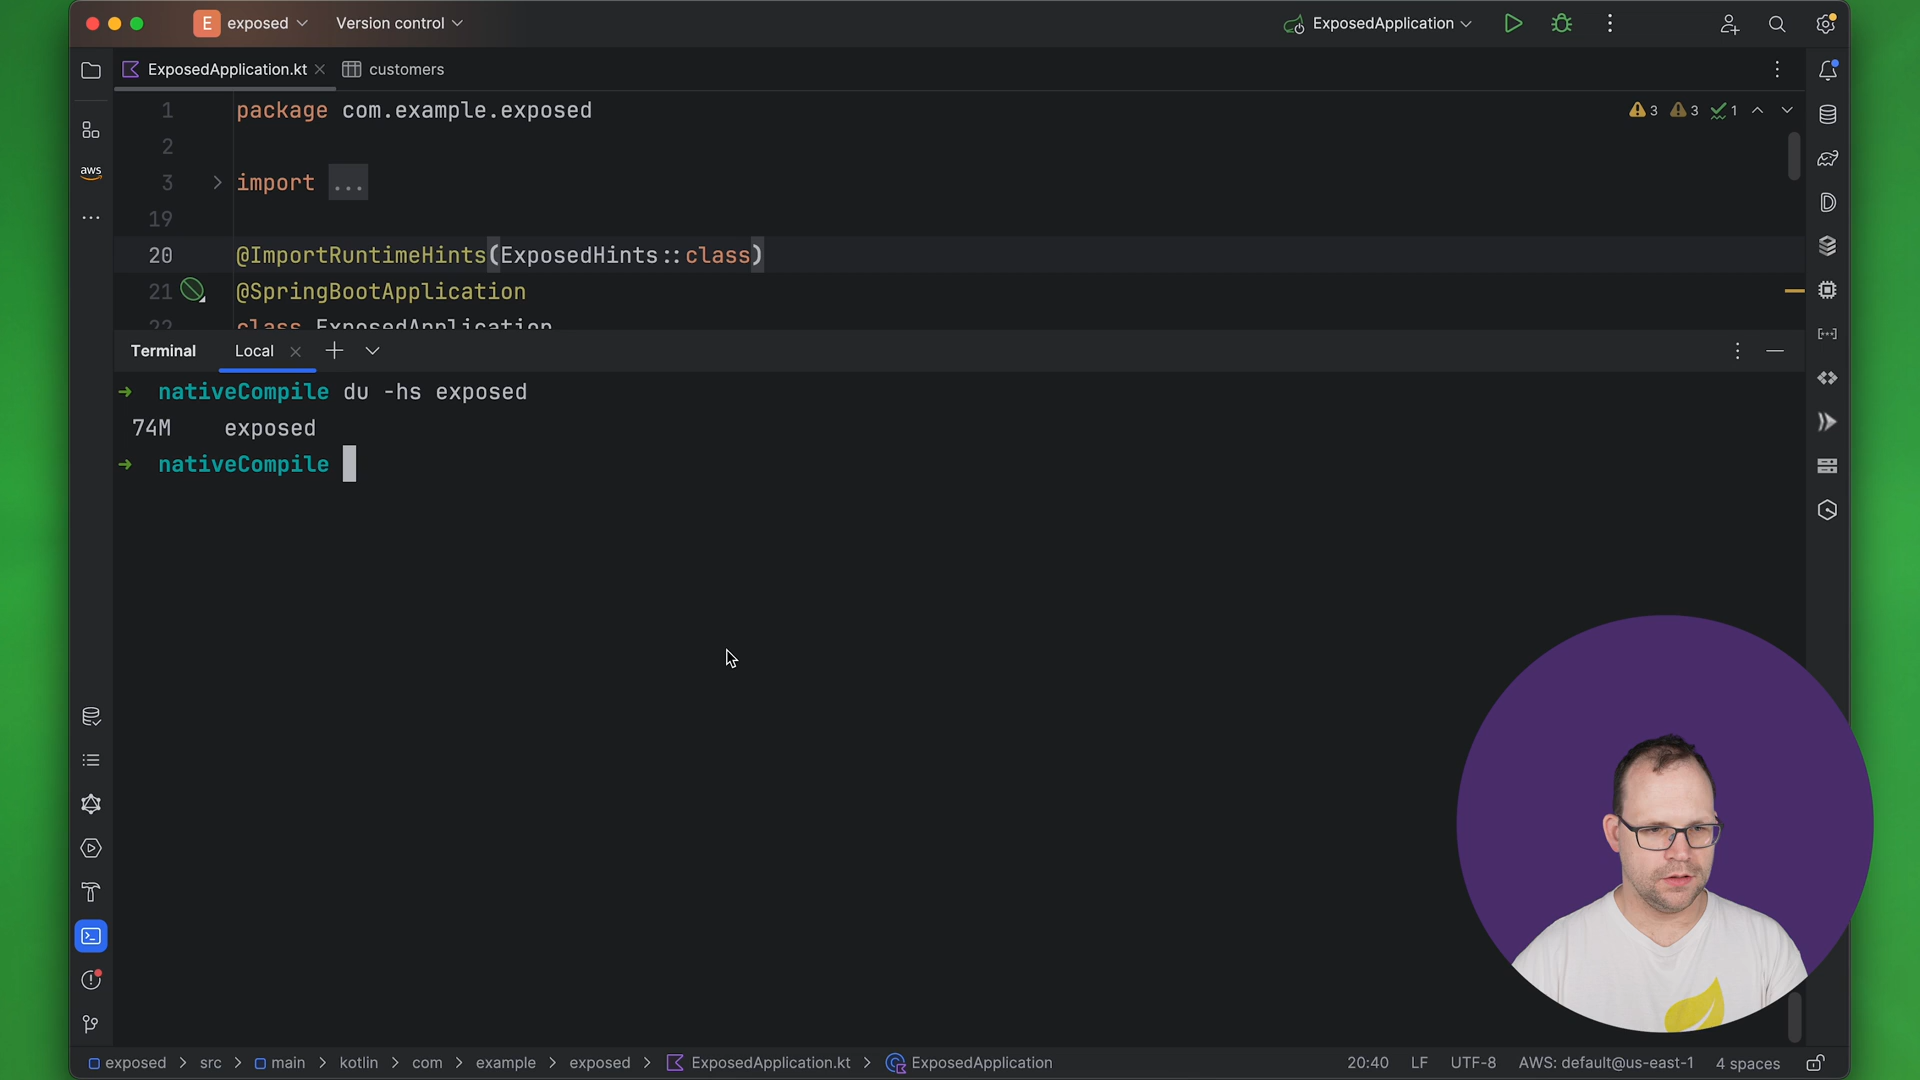 E exposed Version control ExposedApplication
ExposedApplication.kt customers
aws
1 package com.example.exposed
3 3 1
2
3 import ...
19
20 @ImportRuntimeHints(ExposedHints::class)
21 @SpringBootApplication
22 class ExposedApplication
Terminal Local
→ nativeCompile du -hs exposed
74M exposed
→ nativeCompile
exposed > src > main > kotlin > com > example > exposed > ExposedApplication.kt > ExposedApplication 20:40 LF UTF-8 AWS: default@us-east-1 4 spaces